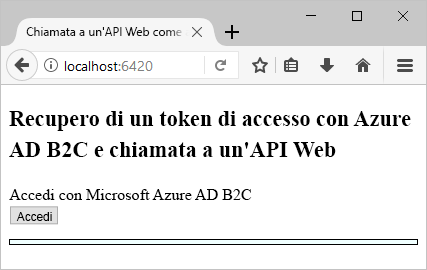 Chiamata a un'API Web come
localhost:6420
Recupero di un token di accesso con Azure
AD B2C e chiamata a un'API Web
Accedi con Microsoft Azure AD B2C
Accedi